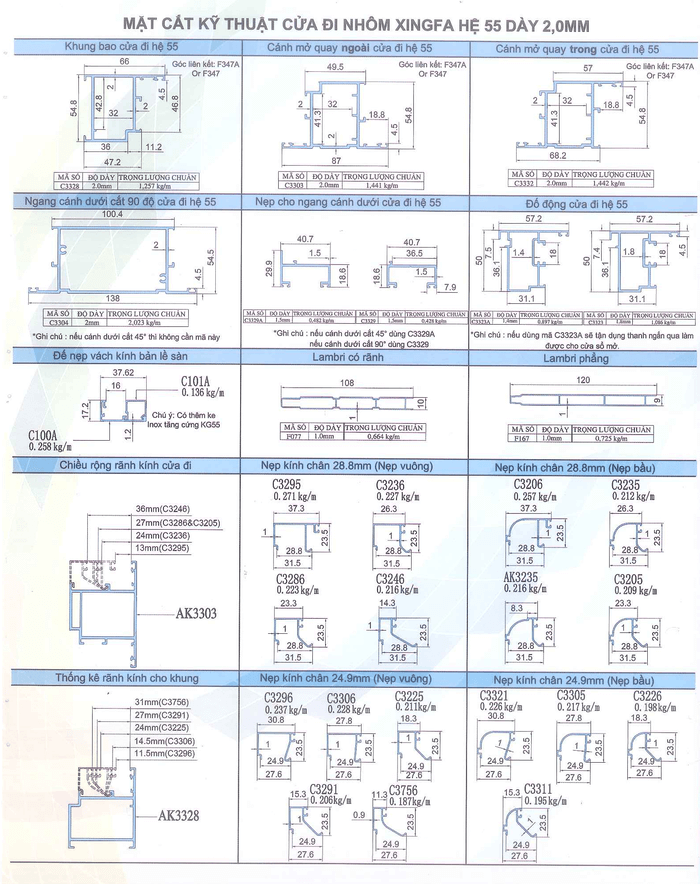 MẶT CẮT KỸ THUẬT CỬA ĐI NHÔM XINGFA HỆ 55 DÀY 2,0MM
Khung bao cửa đi hệ 55
66
Góc liên kết: F347A
Or F347
54.8
42.8
2
32
2
4.5
46.8
36
11.2
47.2
MÃ SỐ ĐỘ DÀY TRỌNG LƯỢNG CHUẨN
C3328 2.0mm 1,257 kg/m
Cánh mở quay ngoài cửa đi hệ 55
49.5
Góc liên kết: F347A
Or F347
54.8
41.3
32
2
18.8
4.5
2
87
MÃ SỐ ĐỘ DÀY TRỌNG LƯỢNG CHUẨN
C3303 2.0mm 1,441 kg/m
Cánh mở quay trong cửa đi hệ 55
57
Góc liên kết: F347A
Or F347
2
41.3
32
18.8
4.5
54.8
2
68.2
MÃ SỐ ĐỘ DÀY TRỌNG LƯỢNG CHUẨN
C3332 2.0mm 1,442 kg/m
Ngang cánh dưới cắt 90 độ cửa đi hệ 55
100.4
2
4.5
54.5
138
MÃ SỐ ĐỘ DÀY TRỌNG LƯỢNG CHUẨN
C3304 2mm 2,023 kg/m
*Ghi chú : nếu cánh dưới cắt 45° thì không cần mã này
Nẹp cho ngang cánh dưới cửa đi hệ 55
40.7
1.5
29.9
18.6
40.7
36.5
18.6
1.5
7.9
MÃ SỐ ĐỘ DÀY TRỌNG LƯỢNG CHUẨN MÃ SỐ ĐỘ DÀY TRỌNG LƯỢNG CHUẨN
C3329A 1.5mm 0,482 kg/m C3329 1.5mm 0,428 kg/m
*Ghi chú : nếu cánh dưới cắt 45° dùng C3329A
nếu cánh dưới cắt 90° dùng C3329
Đố động cửa đi hệ 55
57.2
50
7.5
36.1
1.4
18
31.1
57.2
50
7.4
36.1
1.8
18
31.1
MÃ SỐ ĐỘ DÀY TRỌNG LƯỢNG CHUẨN MÃ SỐ ĐỘ DÀY TRỌNG LƯỢNG CHUẨN
C3323A 1.4mm 0,897 kg/m C3323 1.8mm 1,086 kg/m
*Ghi chú : nếu dùng mã C3323A sẽ tận dụng thanh ngắn qua làm
được cho cửa sổ mở.
Đế nẹp vách kính bản lề sàn
37.62
16
C101A
0.136 kg/m
17.2
Chú ý: Có thêm ke
Inox tăng cứng KG55
C100A
0.258 kg/m
1.2
Lambri có rãnh
108
10
1
MÃ SỐ ĐỘ DÀY TRỌNG LƯỢNG CHUẨN
F077 1.0mm 0,664 kg/m
Lambri phẳng
120
9
1
MÃ SỐ ĐỘ DÀY TRỌNG LƯỢNG CHUẨN
F167 1.0mm 0,725 kg/m
Chiều rộng rãnh kính cửa đi
36mm(C3246)
27mm(C3286&C3205)
24mm(C3236)
13mm(C3295)
AK3303
Nẹp kính chân 28.8mm (Nẹp vuông)
C3295
0.271 kg/m
37.3
1
23.5
28.8
31.5
C3236
0.227 kg/m
26.3
1
23.5
28.8
31.5
C3286
0.223 kg/m
23.3
1
23.5
28.8
31.5
C3246
0.216 kg/m
14.3
1
23.5
28.8
31.5
Nẹp kính chân 28.8mm (Nẹp bầu)
C3206
0.257 kg/m
37.3
1
23.5
28.8
31.5
C3235
0.212 kg/m
26.3
1
23.5
28.8
31.5
AK3235
0.216 kg/m
8.3
1
23.5
28.8
31.5
C3205
0.209 kg/m
26.3
1
23.5
28.8
31.5
Thống kê rãnh kính cho khung
31mm(C3756)
27mm(C3291)
24mm(C3225)
14.5mm(C3306)
11.5mm(C3296)
AK3328
Nẹp kính chân 24.9mm (Nẹp vuông)
C3296
0.237 kg/m
30.8
1
23.5
24.9
27.6
C3306
0.228 kg/m
27.8
1
23.5
24.9
27.6
C3225
0.211kg/m
18.3
1
23.5
24.9
27.6
C3291
0.206kg/m
15.3
1
23.5
24.9
27.6
C3756
0.187kg/m
11.3
0.9
23.5
24.9
27.6
Nẹp kính chân 24.9mm (Nẹp bầu)
C3321
0.226 kg/m
30.8
1
23.5
24.9
27.6
C3305
0.217 kg/m
27.8
1
23.5
24.9
27.6
C3226
0.198kg/m
18.3
1
23.5
24.9
27.6
C3311
0.195kg/m
15.3
1
23.5
24.9
27.6